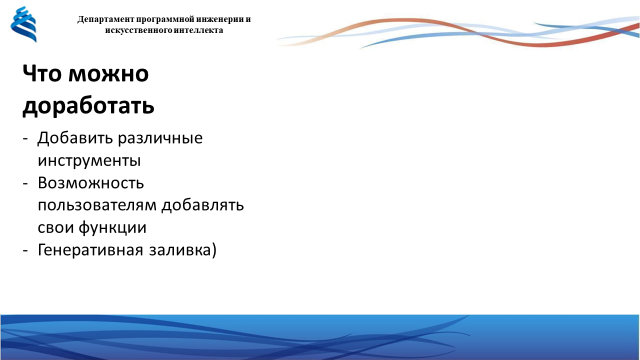 Департамент программной инженерии и
искусственного интеллекта
Что можно
доработать
- Добавить различные
инструменты
- Возможность
пользователям добавлять
свои функции
- Генеративная заливка)